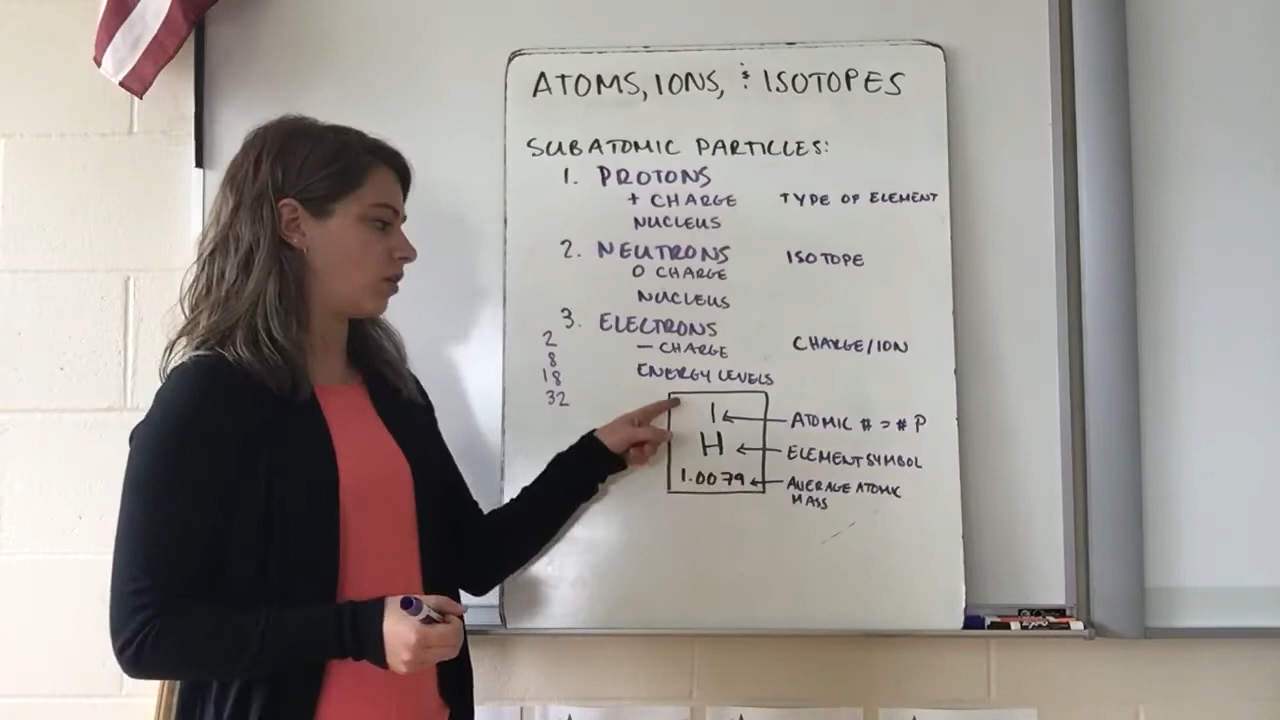 ATOMS, IONS, & ISOTOPES
SUBATOMIC PARTICLES:
1. PROTONS
+ CHARGE TYPE OF ELEMENT
NUCLEUS
2. NEUTRONS ISOTOPE
0 CHARGE
NUCLEUS
3. ELECTRONS
2 - CHARGE CHARGE/ION
8 ENERGY LEVELS
18
32
1 ATOMIC # = # P
H ELEMENT SYMBOL
1.0079 AVERAGE ATOMIC
MASS